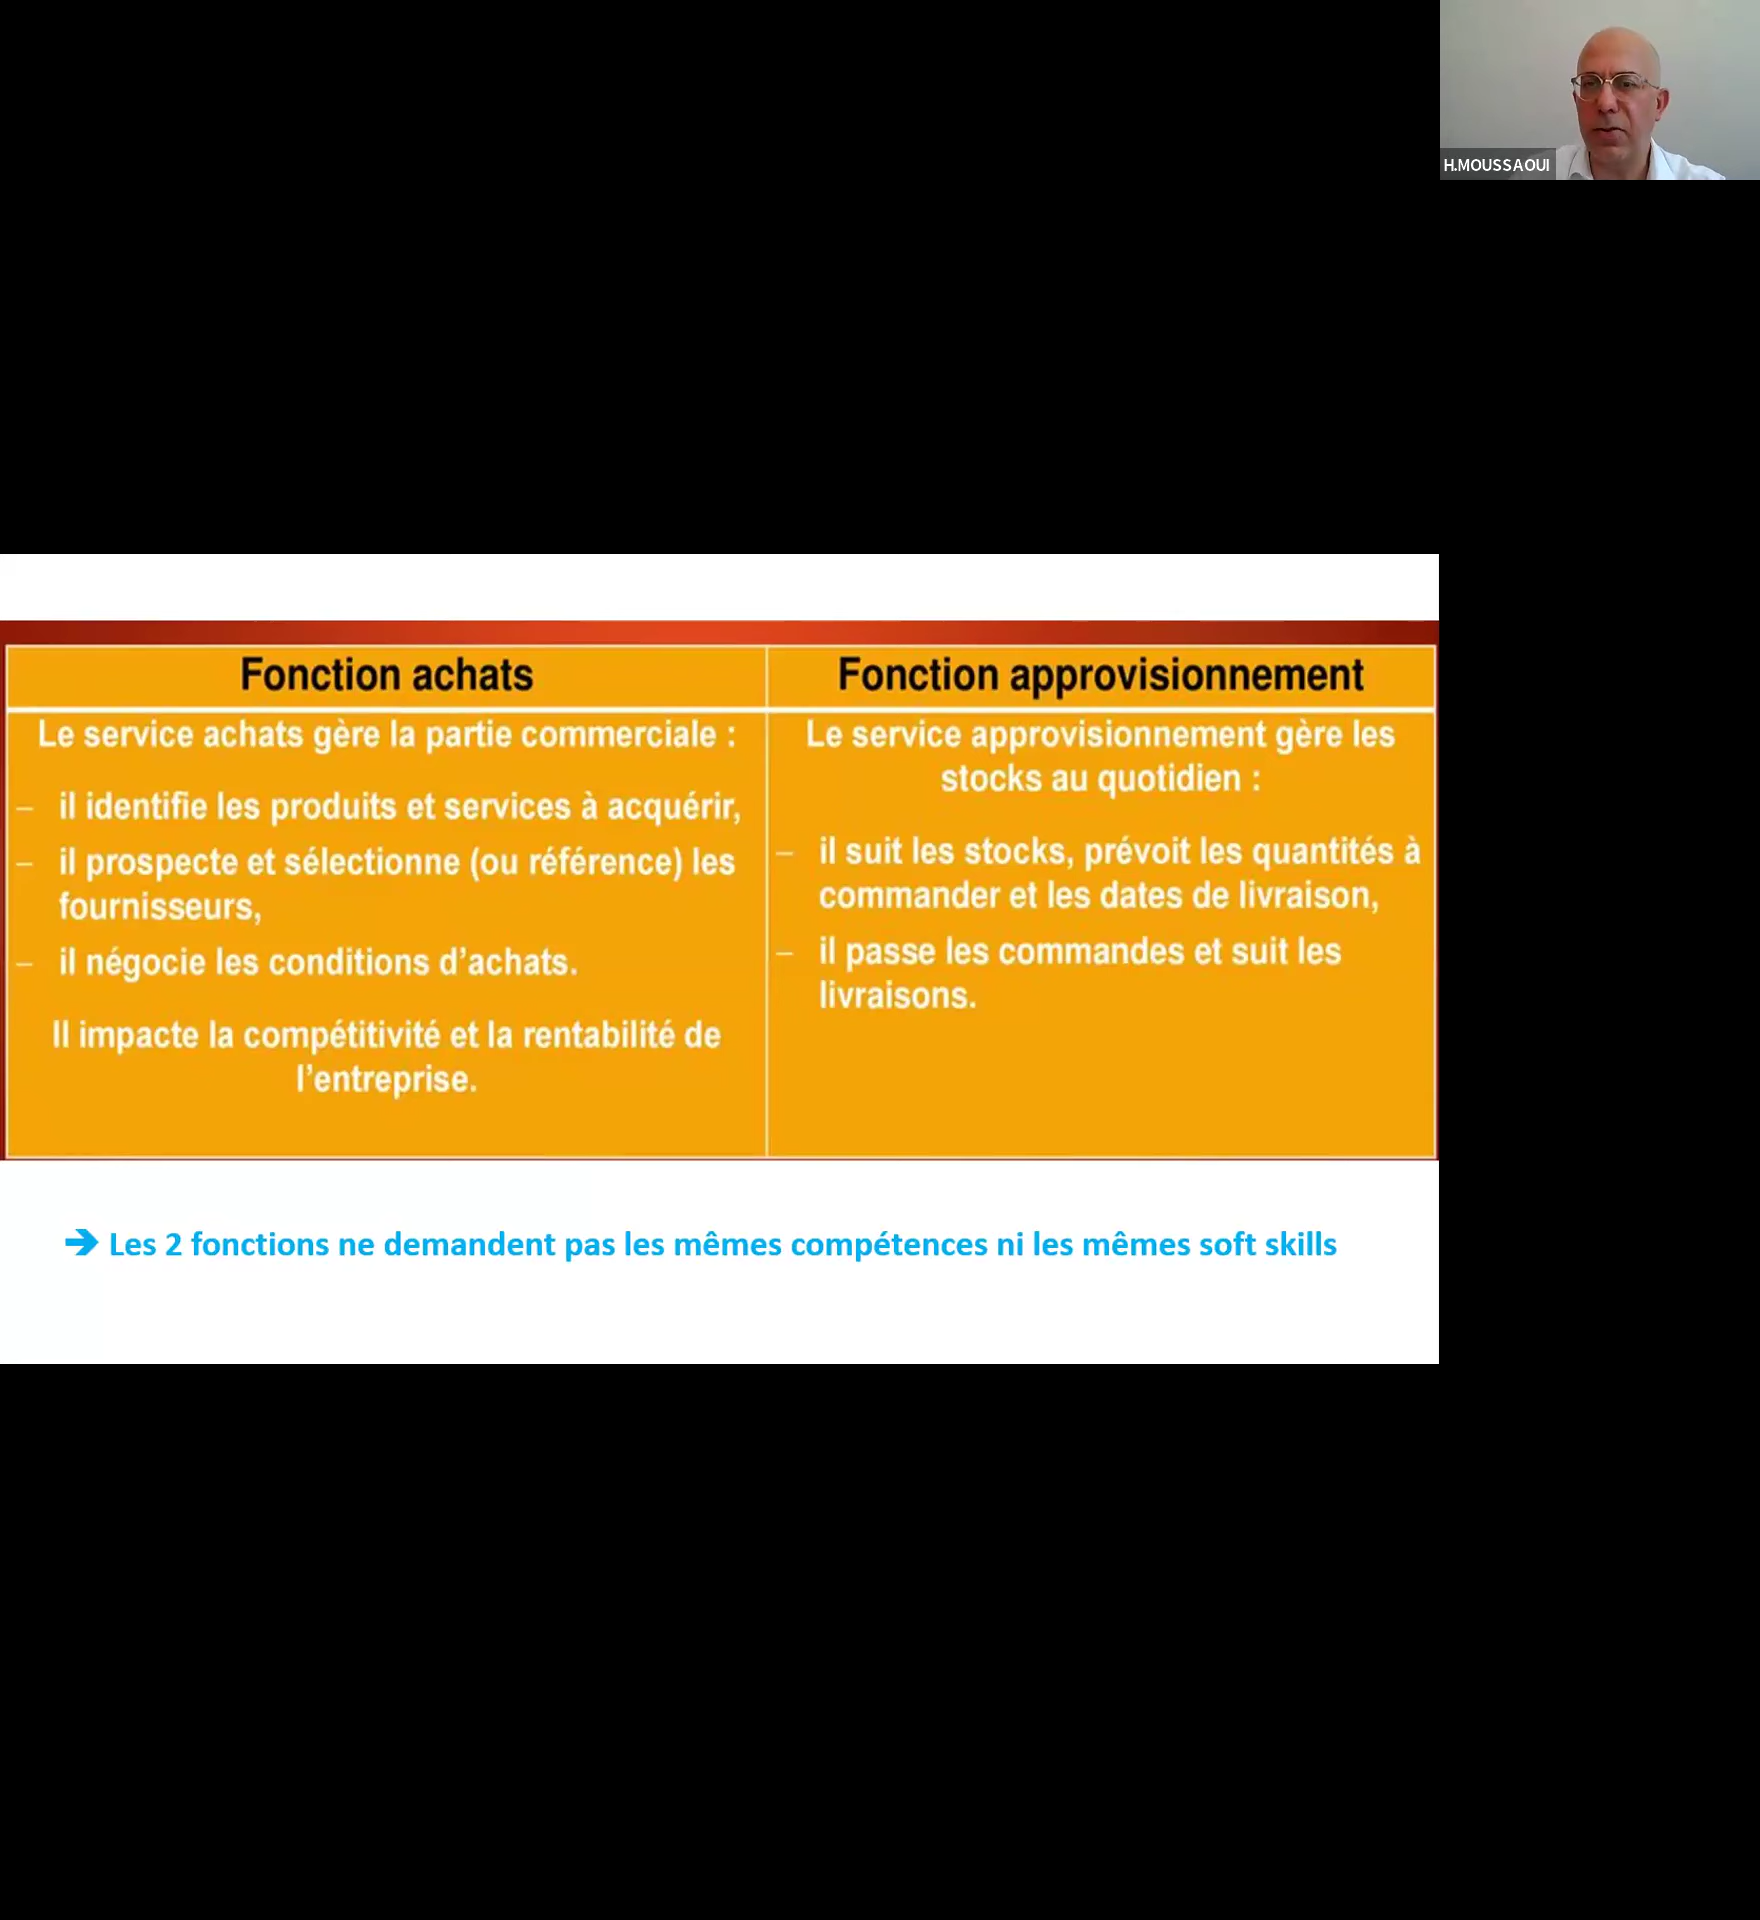 H.MOUSSAOUI
Fonction achats
Le service achats gère la partie commerciale :
– il identifie les produits et services à acquérir,
– il prospecte et sélectionne (ou référence) les
fournisseurs,
– il négocie les conditions d’achats.
Il impacte la compétitivité et la rentabilité de
l’entreprise.
Fonction approvisionnement
Le service approvisionnement gère les
stocks au quotidien :
– il suit les stocks, prévoit les quantités à
commander et les dates de livraison,
– il passe les commandes et suit les
livraisons.
➔ Les 2 fonctions ne demandent pas les mêmes compétences ni les mêmes soft skills